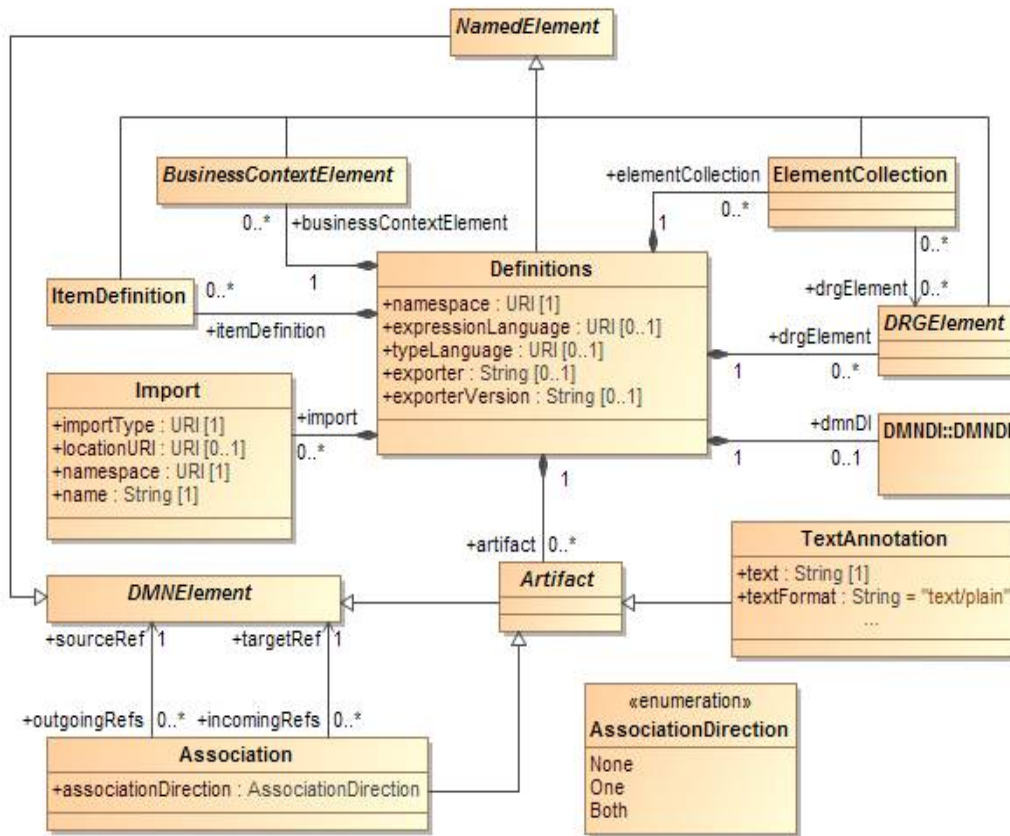 NamedElement
BusinessContextElement
+elementCollection
ElementCollection
0..*
+businessContextElement
1
0..*
1
0..*
ItemDefinition
0..*
+itemDefinition
Definitions
+namespace : URI [1]
+expressionLanguage : URI [0..1]
+typeLanguage : URI [0..1]
+exporter : String [0..1]
+exporterVersion : String [0..1]
+drgElement
0..*
DRGElement
+drgElement
1
0..*
Import
+importType : URI [1]
+locationURI : URI [0..1]
+namespace : URI [1]
+name : String [1]
+import
0..*
+dmnDI
1
0..1
DMNDI::DMNDI
1
+artifact
0..*
TextAnnotation
+text : String [1]
+textFormat : String = "text/plain"
...
DMNElement
Artifact
+sourceRef
1
+targetRef
1
+outgoingRefs
0..*
+incomingRefs
0..*
Association
+associationDirection : AssociationDirection
«enumeration»
AssociationDirection
None
One
Both